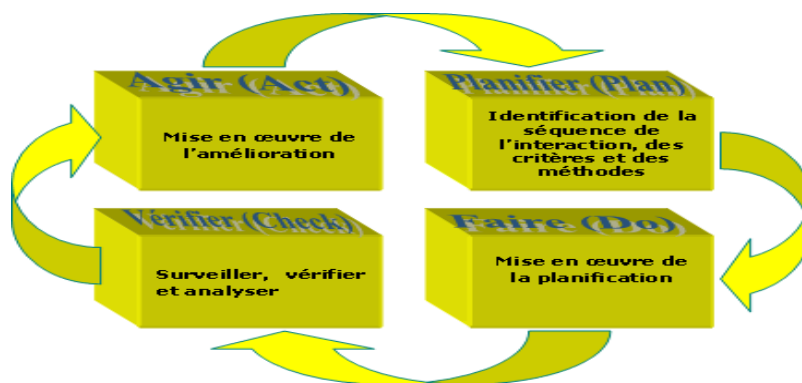 Agir (Act)
Mise en œuvre de
l'amélioration
Planifier (Plan)
Identification de la
séquence de
l'interaction, des
critères et des
méthodes
Vérifier (Check)
Surveiller, vérifier
et analyser
Faire (Do)
Mise en œuvre de
la planification